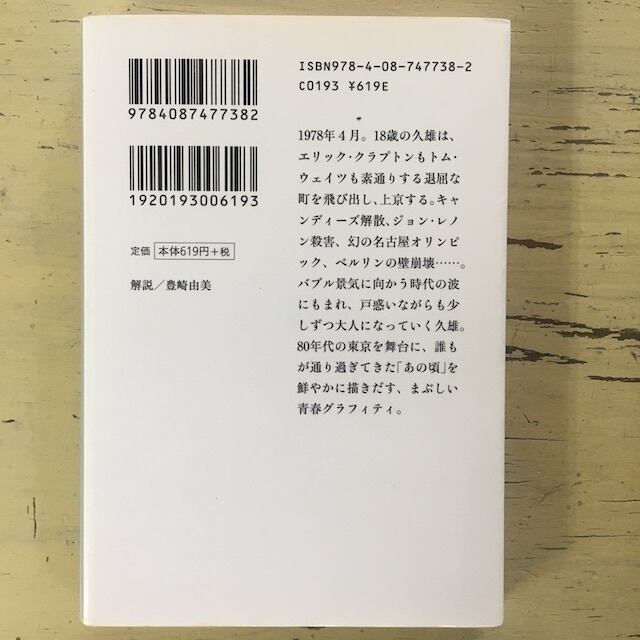 ISBN978-4-08-747738-2
C0193 ¥619E
9784087477382
1920193006193
定価 本体619円+税
解説／豊﨑由美
1978年4月。18歳の久雄は、
エリック・クラプトンもトム・
ウェイツも素通りする退屈な
町を飛び出し、上京する。キャ
ンディーズ解散、ジョン・レノ
ン殺害、幻の名古屋オリンピ
ック、ベルリンの壁崩壊……。
バブル景気に向かう時代の波
にもまれ、戸惑いながらも少
しずつ大人になっていく久雄。
80年代の東京を舞台に、誰も
が通り過ぎてきた「あの頃」を
鮮やかに描きだす、まぶしい
青春グラフィティ。